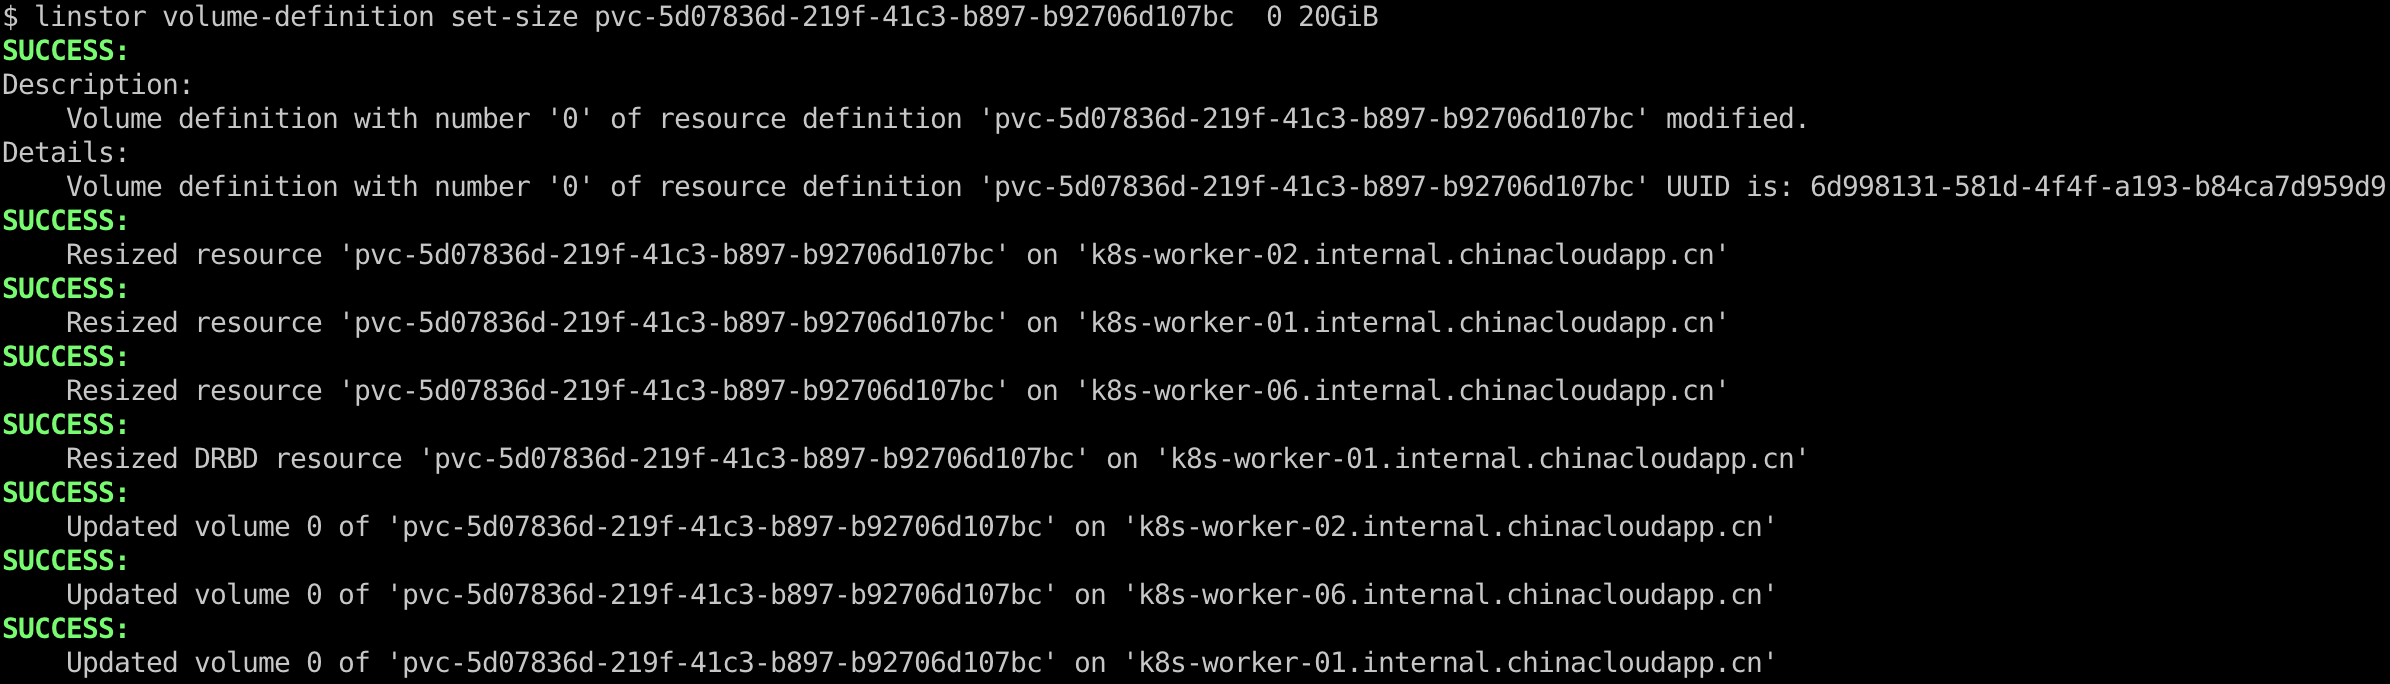 $ linstor volume-definition set-size pvc-5d07836d-219f-41c3-b897-b92706d107bc  0 20GiB
SUCCESS:
Description:
    Volume definition with number '0' of resource definition 'pvc-5d07836d-219f-41c3-b897-b92706d107bc' modified.
Details:
    Volume definition with number '0' of resource definition 'pvc-5d07836d-219f-41c3-b897-b92706d107bc' UUID is: 6d998131-581d-4f4f-a193-b84ca7d959d9
SUCCESS:
    Resized resource 'pvc-5d07836d-219f-41c3-b897-b92706d107bc' on 'k8s-worker-02.internal.chinacloudapp.cn'
SUCCESS:
    Resized resource 'pvc-5d07836d-219f-41c3-b897-b92706d107bc' on 'k8s-worker-01.internal.chinacloudapp.cn'
SUCCESS:
    Resized resource 'pvc-5d07836d-219f-41c3-b897-b92706d107bc' on 'k8s-worker-06.internal.chinacloudapp.cn'
SUCCESS:
    Resized DRBD resource 'pvc-5d07836d-219f-41c3-b897-b92706d107bc' on 'k8s-worker-01.internal.chinacloudapp.cn'
SUCCESS:
    Updated volume 0 of 'pvc-5d07836d-219f-41c3-b897-b92706d107bc' on 'k8s-worker-02.internal.chinacloudapp.cn'
SUCCESS:
    Updated volume 0 of 'pvc-5d07836d-219f-41c3-b897-b92706d107bc' on 'k8s-worker-06.internal.chinacloudapp.cn'
SUCCESS:
    Updated volume 0 of 'pvc-5d07836d-219f-41c3-b897-b92706d107bc' on 'k8s-worker-01.internal.chinacloudapp.cn'